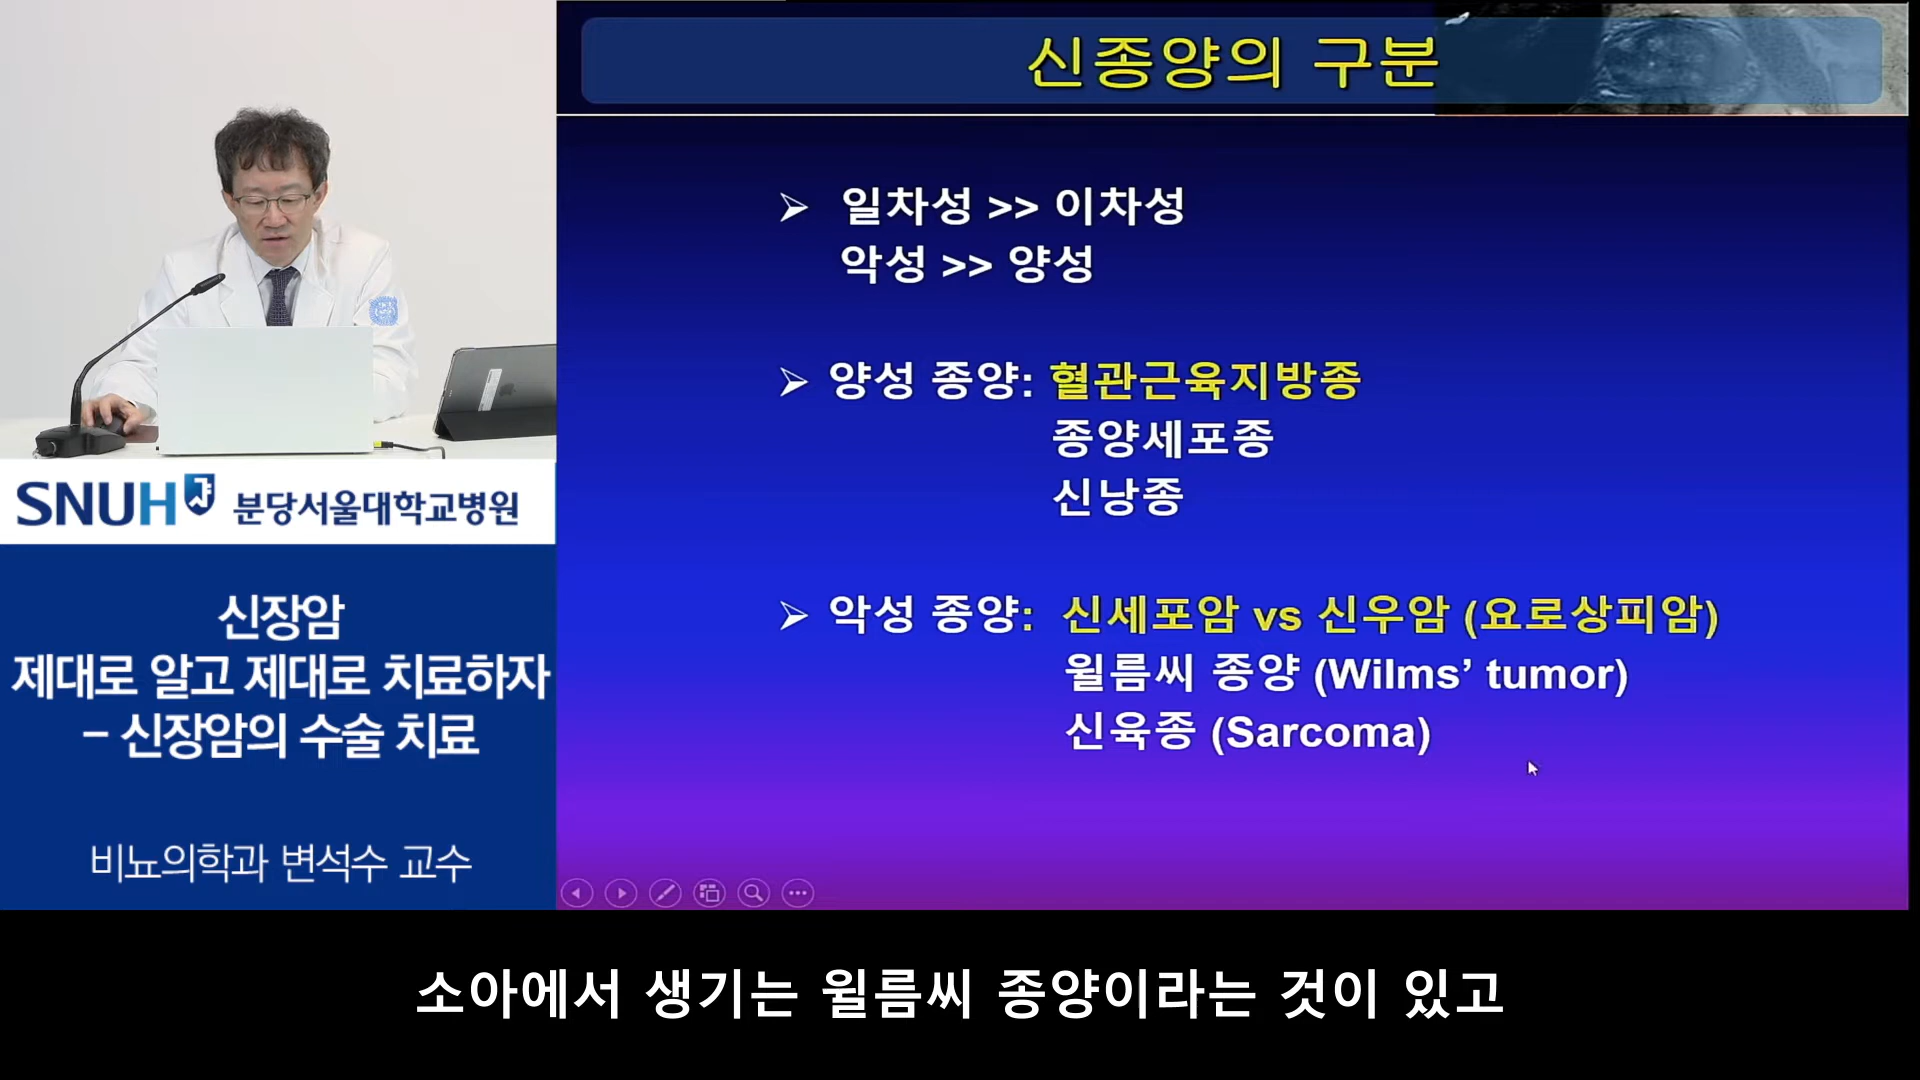 신종양의 구분
➢ 일차성 >> 이차성
악성 >> 양성
➢ 양성 종양: 혈관근육지방종
종양세포종
신낭종
➢ 악성 종양: 신세포암 vs 신우암 (요로상피암)
윌름씨 종양 (Wilms’ tumor)
신육종 (Sarcoma)
SNUH 분당서울대학교병원
신장암
제대로 알고 제대로 치료하자
– 신장암의 수술 치료
비뇨의학과 변석수 교수
소아에서 생기는 윌름씨 종양이라는 것이 있고